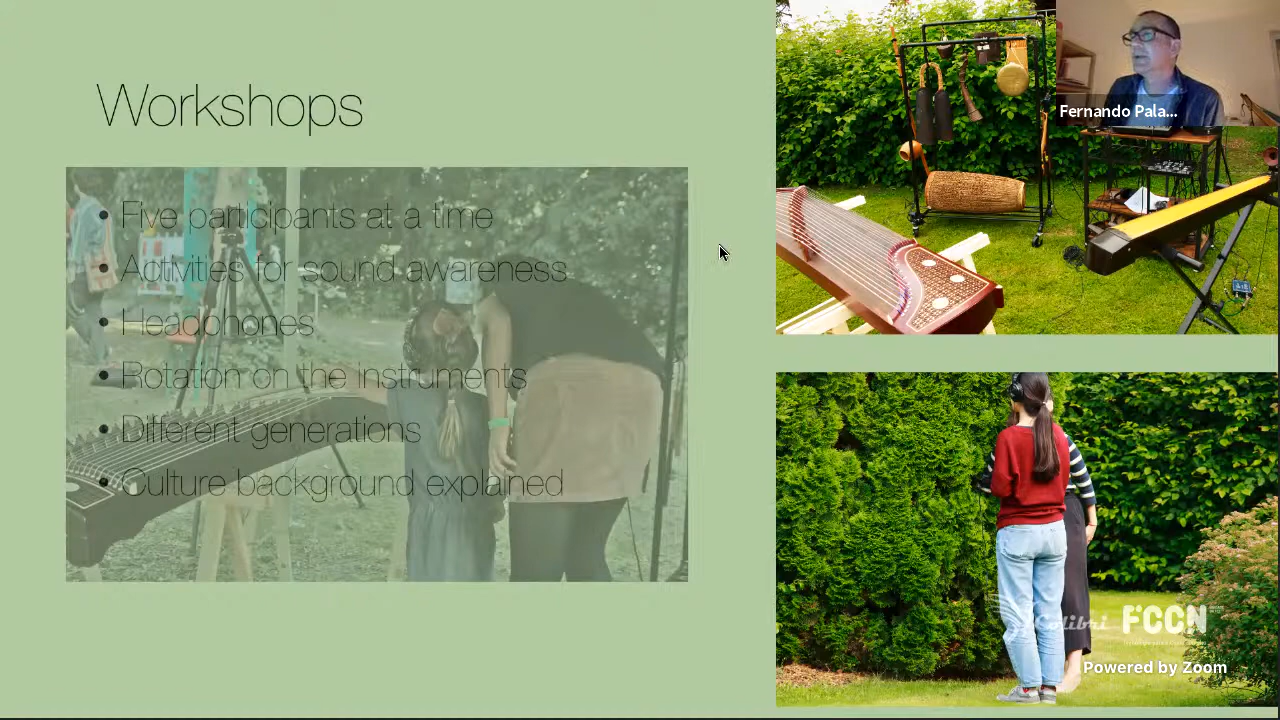 Workshops
• Five participants at a time
• Activities for sound awareness
• Headphones
• Rotation on the instruments
• Different generations
• Culture background explained
Fernando Pala...
Colibri FCCN
Powered by Zoom